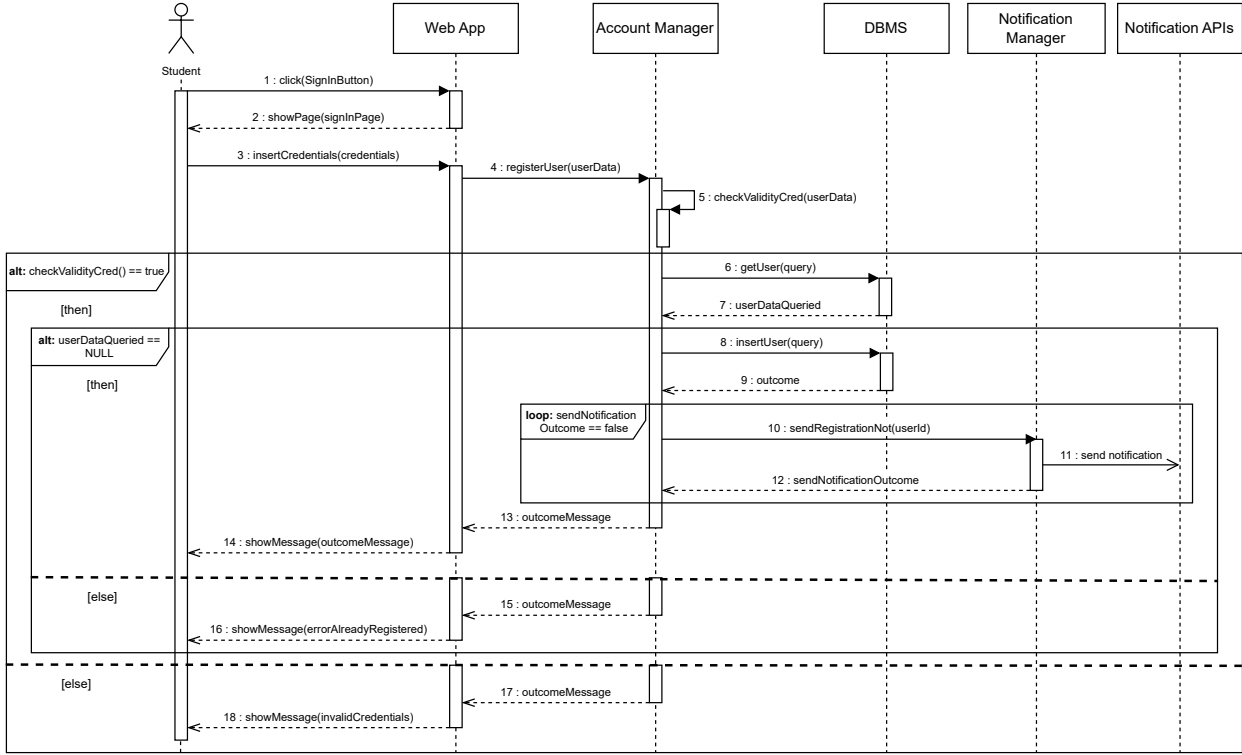 Student
Web App
Account Manager
DBMS
Notification
Manager
Notification APIs
1 : click(SignInButton)
2 : showPage(signInPage)
3 : insertCredentials(credentials)
4 : registerUser(userData)
5 : checkValidityCred(userData)
alt: checkValidityCred() == true
[then]
6 : getUser(query)
7 : userDataQueried
alt: userDataQueried ==
NULL
[then]
8 : insertUser(query)
9 : outcome
loop: sendNotification
Outcome == false
10 : sendRegistrationNot(userId)
11 : send notification
12 : sendNotificationOutcome
13 : outcomeMessage
14 : showMessage(outcomeMessage)
[else]
15 : outcomeMessage
16 : showMessage(errorAlreadyRegistered)
[else]
17 : outcomeMessage
18 : showMessage(invalidCredentials)